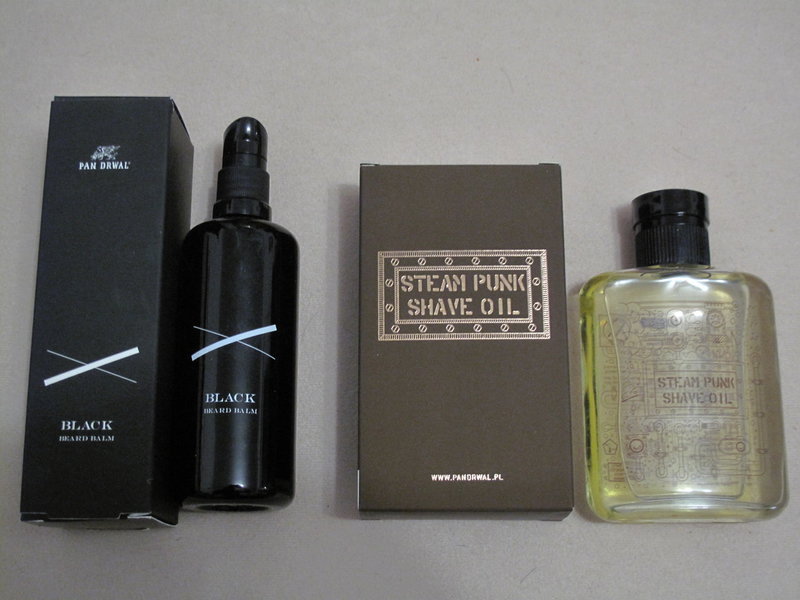 PAN DRWAL
BLACK
BEARD BALM
BLACK
BEARD BALM
STEAM PUNK
SHAVE OIL
WWW.PANDRWAL.PL
STEAM PUNK
SHAVE OIL